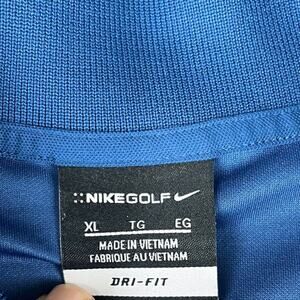 NIKEGOLF
XL TG EG
MADE IN VIETNAM
FABRIQUE AU VIETNAM
DRI-FIT